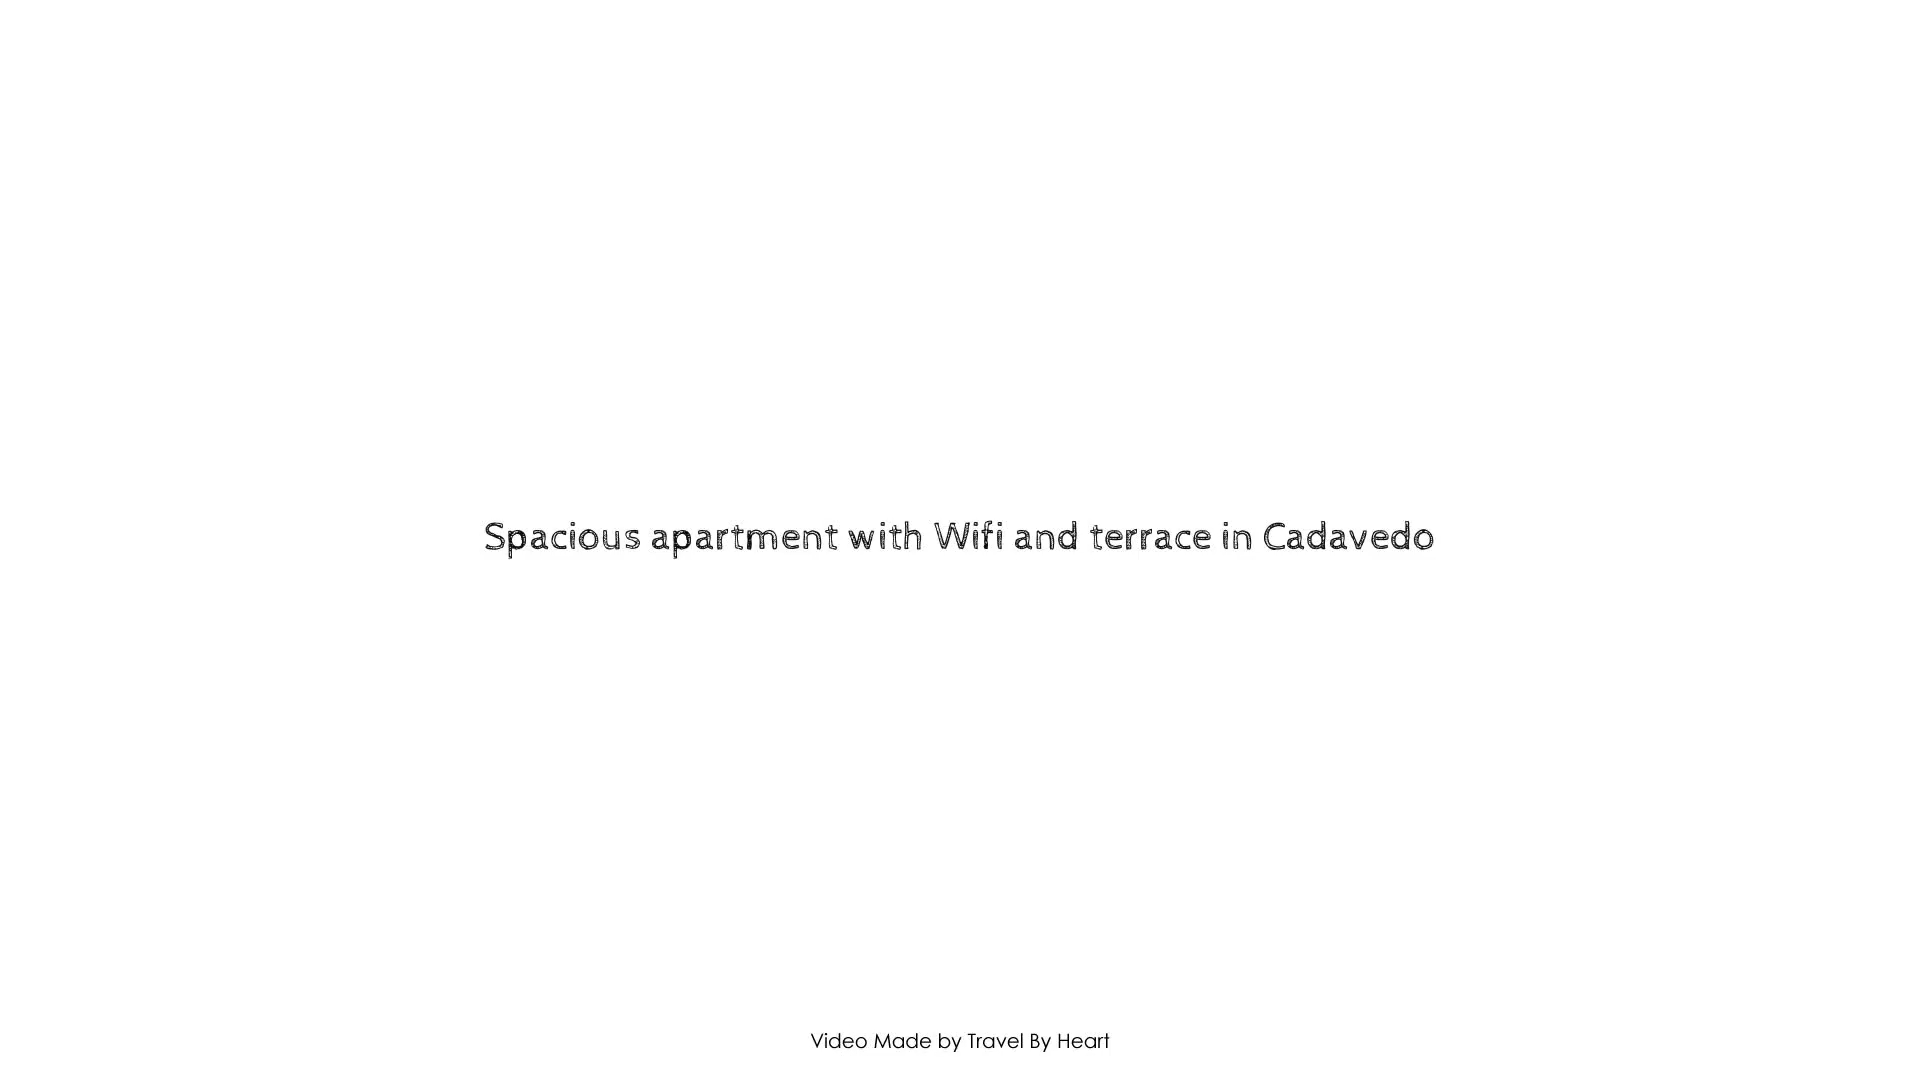 Spacious apartment with Wifi and terrace in Cadavedo
Video Made by Travel By Heart